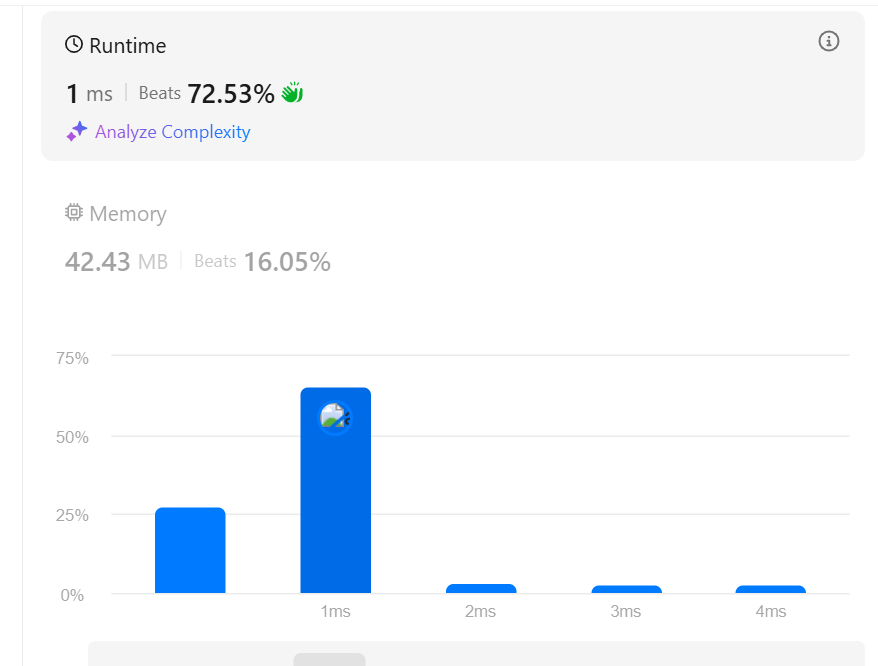 Runtime
1 ms Beats 72.53%
Analyze Complexity
Memory
42.43 MB Beats 16.05%
75%
50%
25%
0%
1ms 2ms 3ms 4ms